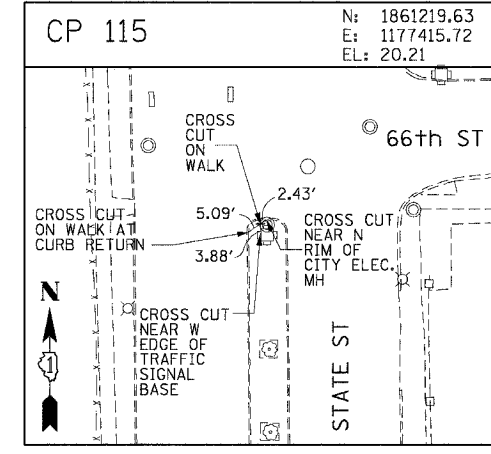 CP 115
N: 1861219.63
E: 1177415.72
EL: 20.21
66th ST
CROSS
CUT
ON
WALK
2.43'
5.09'
3.88'
CROSS CUT
ON WALK AT
CURB RETURN
CROSS CUT
NEAR N
RIM OF
CITY ELEC.
MH
N
1
CROSS CUT
NEAR W
EDGE OF
TRAFFIC
SIGNAL
BASE
STATE ST